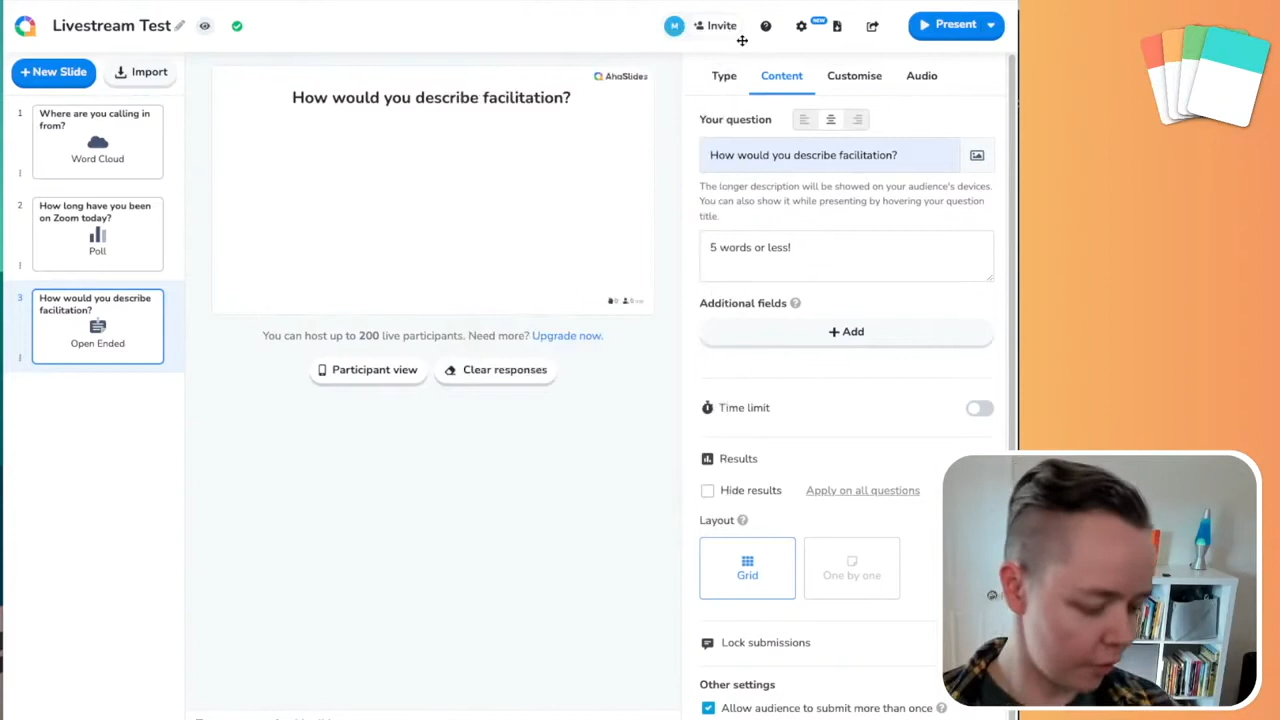 Livestream Test
M
Invite
NEW
Present
+ New Slide
Import
1
Where are you calling in
from?
Word Cloud
2
How long have you been
on Zoom today?
Poll
3
How would you describe
facilitation?
Open Ended
AhaSlides
How would you describe facilitation?
You can host up to 200 live participants. Need more? Upgrade now.
Participant view
Clear responses
Type
Content
Customise
Audio
Your question
How would you describe facilitation?
The longer description will be showed on your audience's devices.
You can also show it while presenting by hovering your question
title.
5 words or less!
Additional fields ?
+ Add
Time limit
Results
Hide results
Apply on all questions
Layout ?
Grid
One by one
Lock submissions
Other settings
Allow audience to submit more than once ?